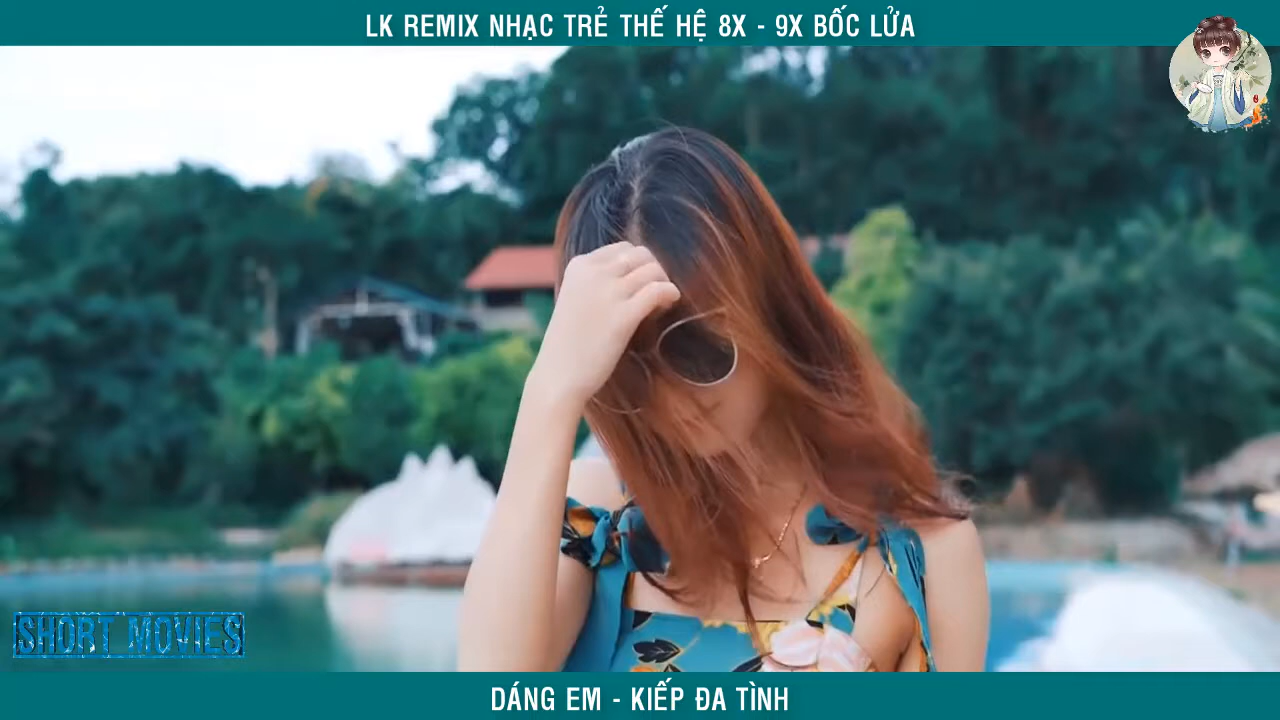 LK REMIX NHẠC TRẺ THẾ HỆ 8X - 9X BỐC LỬA
SHORT MOVIES
DÁNG EM - KIẾP ĐA TÌNH